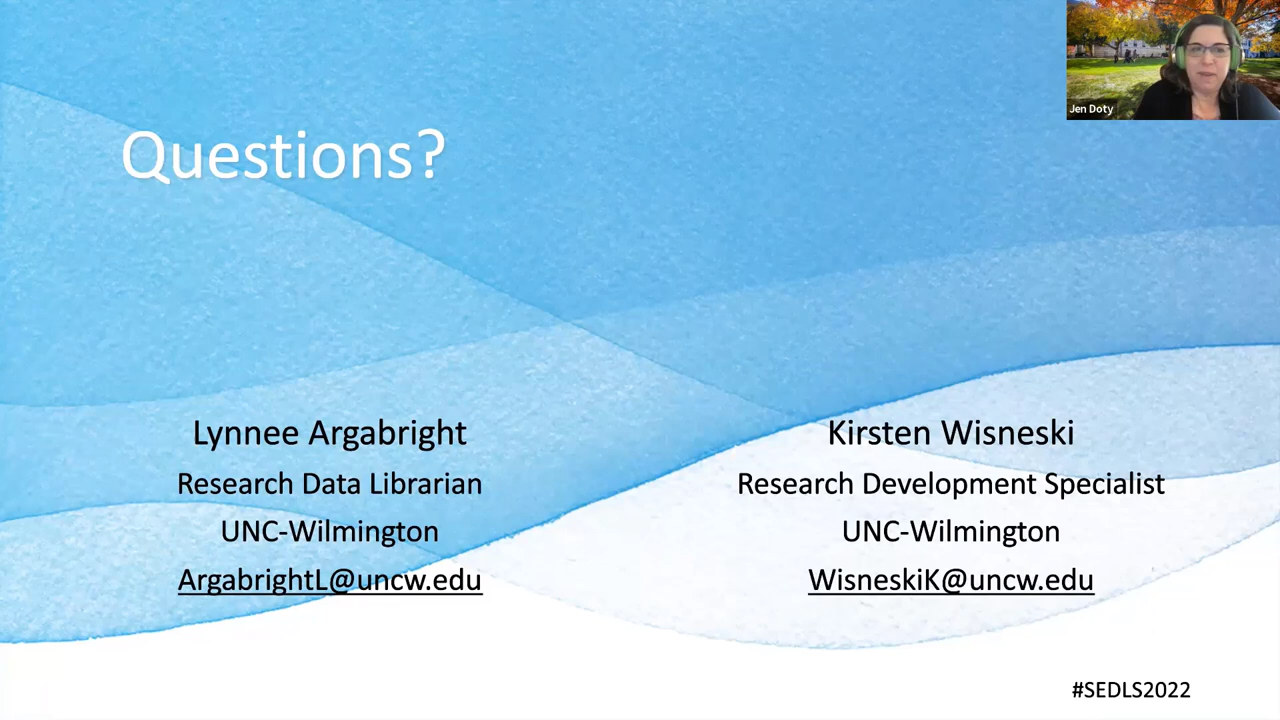 Jen Doty
Questions?
Lynnee Argabright
Research Data Librarian
UNC-Wilmington
ArgabrightL@uncw.edu
Kirsten Wisneski
Research Development Specialist
UNC-Wilmington
WisneskiK@uncw.edu
#SEDLS2022